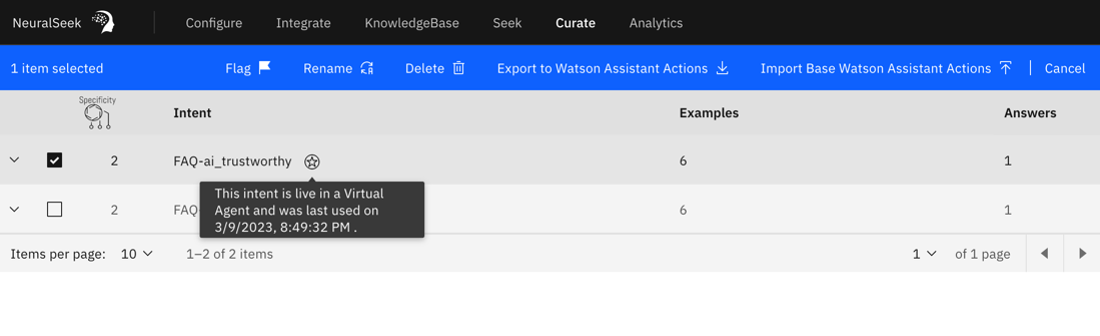 NeuralSeek Configure Integrate KnowledgeBase Seek Curate Analytics
1 item selected Flag Rename Delete Export to Watson Assistant Actions Import Base Watson Assistant Actions Cancel
Specificity Intent Examples Answers
2 FAQ-ai_trustworthy 6 1
This intent is live in a Virtual
Agent and was last used on
3/9/2023, 8:49:32 PM .
2 FAQ- 6 1
Items per page: 10 1–2 of 2 items 1 of 1 page